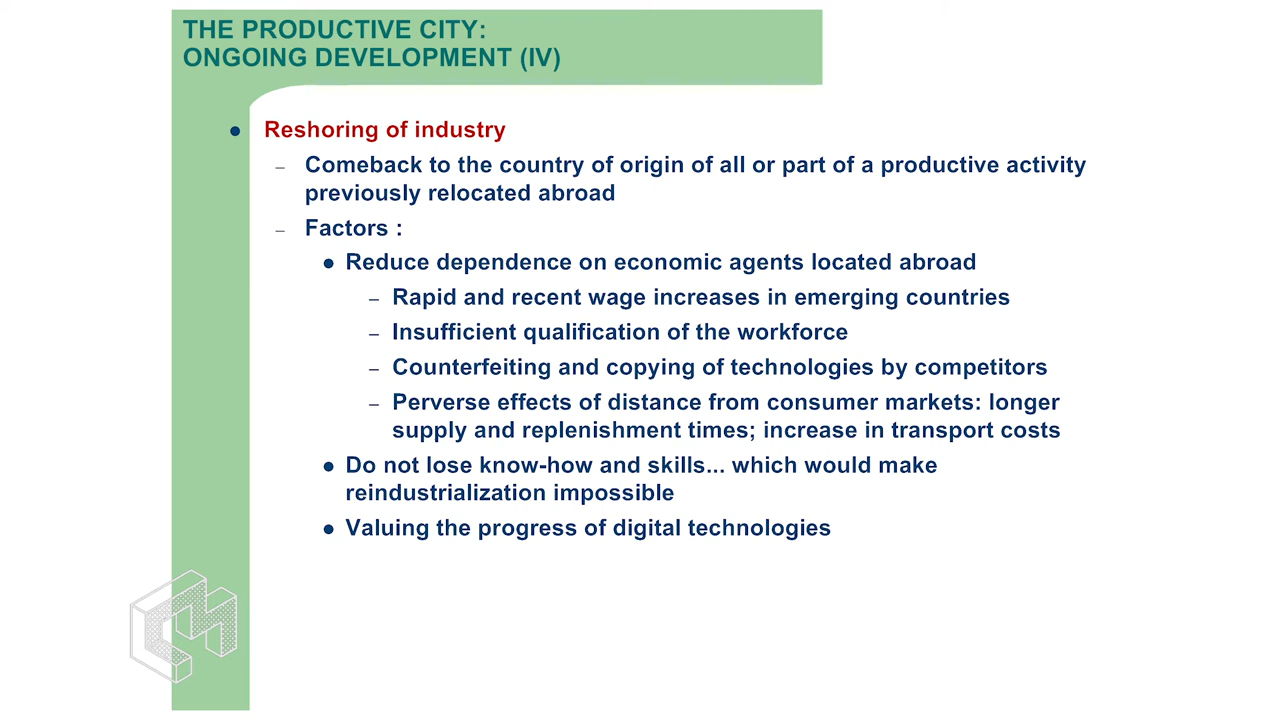 THE PRODUCTIVE CITY:
ONGOING DEVELOPMENT (IV)
● Reshoring of industry
– Comeback to the country of origin of all or part of a productive activity
previously relocated abroad
– Factors :
● Reduce dependence on economic agents located abroad
– Rapid and recent wage increases in emerging countries
– Insufficient qualification of the workforce
– Counterfeiting and copying of technologies by competitors
– Perverse effects of distance from consumer markets: longer
supply and replenishment times; increase in transport costs
● Do not lose know-how and skills... which would make
reindustrialization impossible
● Valuing the progress of digital technologies
CM